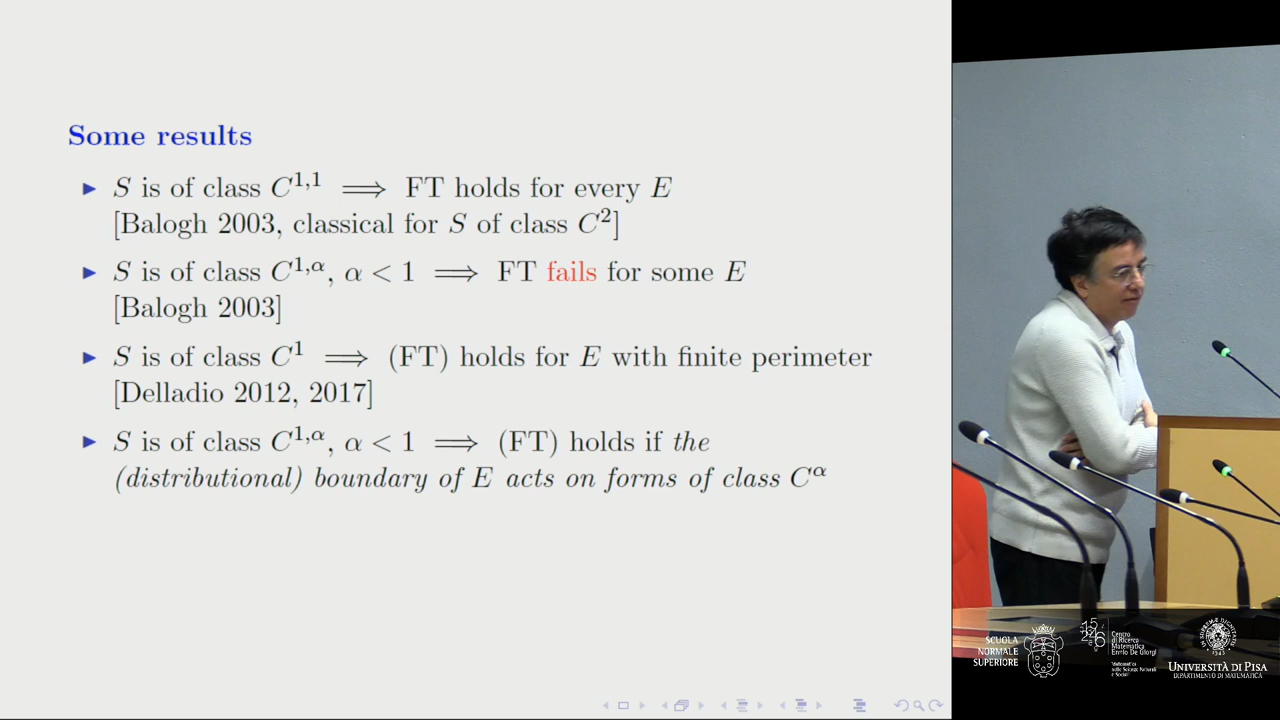 Some results
▶ S is of class C^{1,1} ⟹ FT holds for every E
[Balogh 2003, classical for S of class C^2]
▶ S is of class C^{1,α}, α < 1 ⟹ FT fails for some E
[Balogh 2003]
▶ S is of class C^1 ⟹ (FT) holds for E with finite perimeter
[Delladio 2012, 2017]
▶ S is of class C^{1,α}, α < 1 ⟹ (FT) holds if the
(distributional) boundary of E acts on forms of class C^α
SCUOLA
NORMALE
SUPERIORE
Centro
di Ricerca
Matematica
Ennio De Giorgi
UNIVERSITÀ DI PISA
DIPARTIMENTO DI MATEMATICA